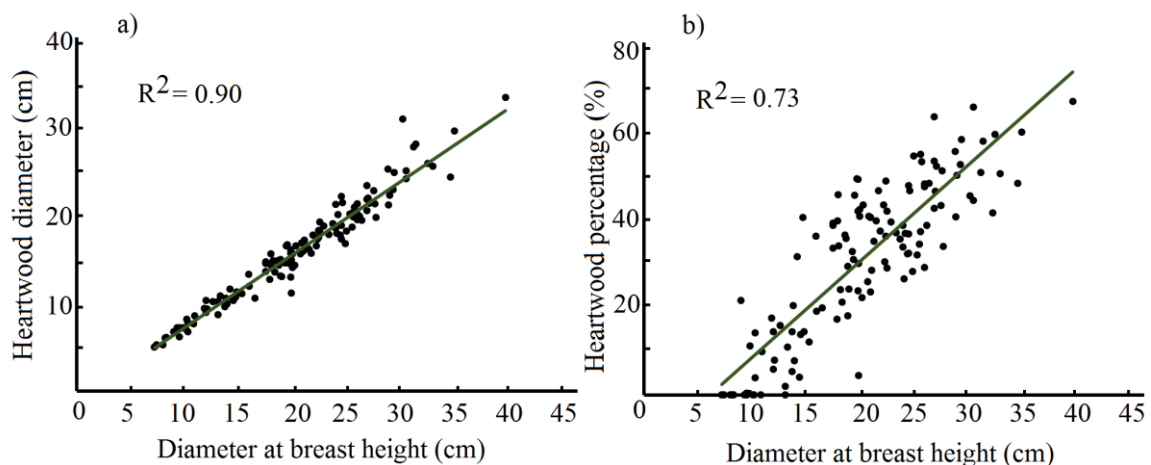 a)
R² = 0.90
Heartwood diameter (cm)
40
30
20
10
0 10 15 20 25 30 35 40 45
Diameter at breast height (cm)
b)
R² = 0.73
Heartwood percentage (%)
80
60
40
20
0 5 10 15 20 25 30 35 40 45
Diameter at breast height (cm)